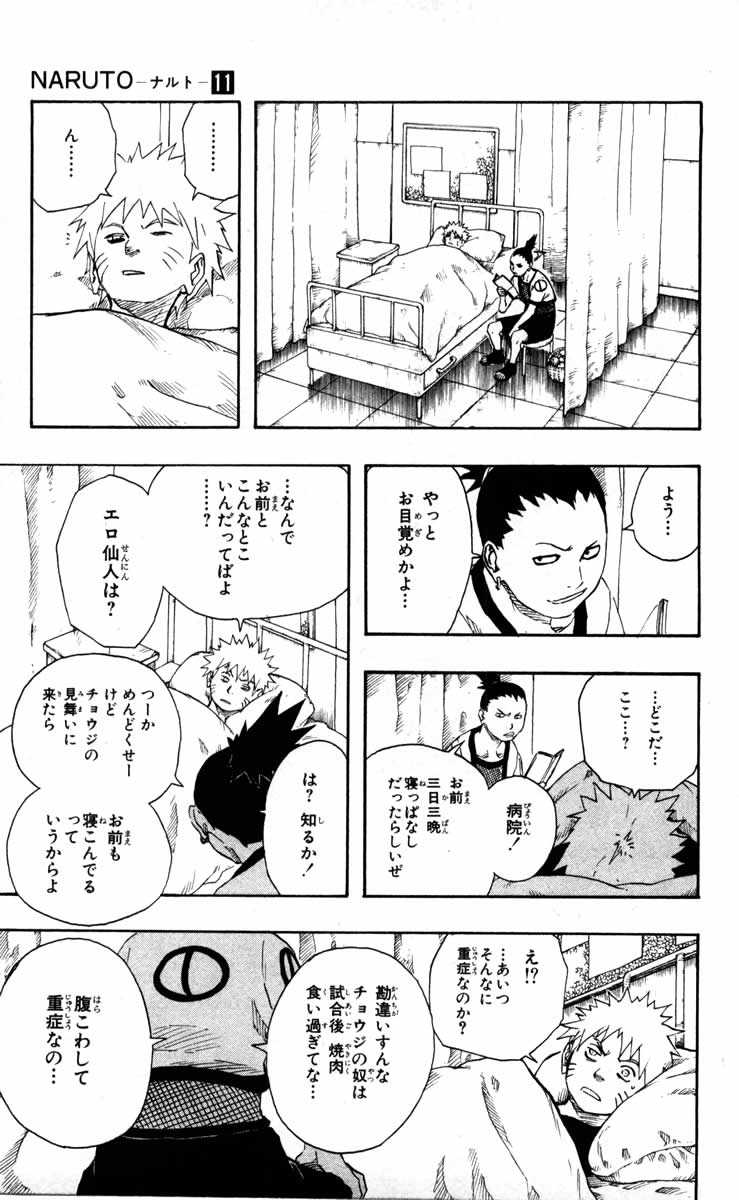 NARUTO―ナルト―11
………
ん……
よう…
やっと
お目覚めかよ…
…どこだ…
ここ…？
病院！
お前
三日三晩
寝っぱなし
だったらしいぜ
…なんで
お前と
こんなとこ
いんだってばよ
………？
エロ仙人は？
は？知るか！
つーか
めんどくせー
けど
チョウジの
見舞いに
来たら
お前も
寝こんでる
って
いうからよ
え!?
…あいつ
そんなに
重症なのか？
勘違いすんな
チョウジの奴は
試合後 焼肉
食い過ぎてな…
腹こわして
重症なの…